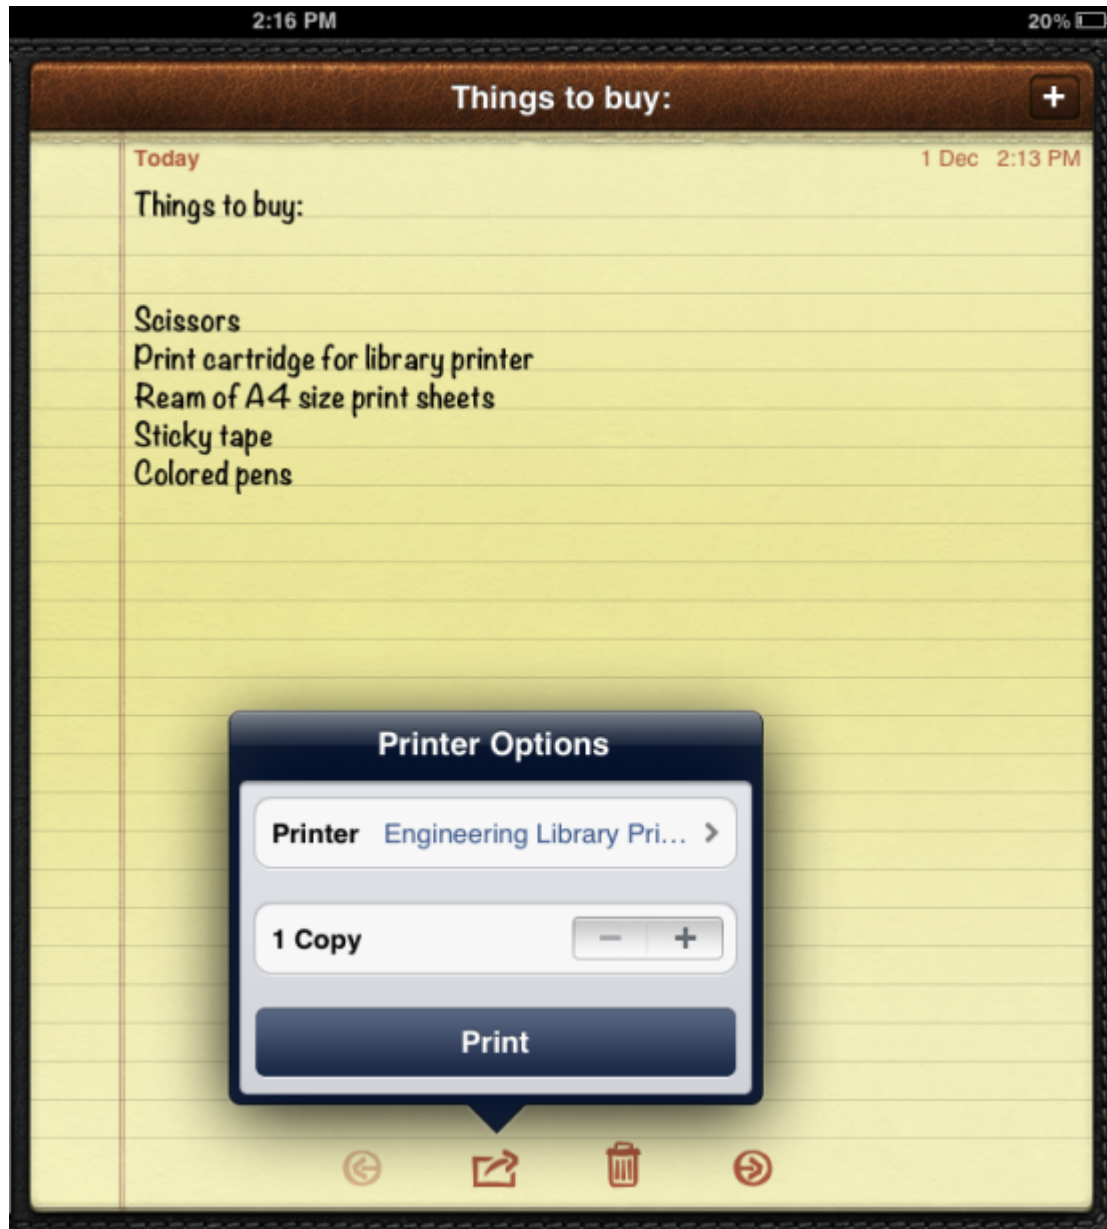 2:16 PM 20%
Things to buy: +
Today 1 Dec 2:13 PM
Things to buy:
Scissors
Print cartridge for library printer
Ream of A4 size print sheets
Sticky tape
Colored pens
Printer Options
Printer Engineering Library Pri... >
1 Copy − +
Print